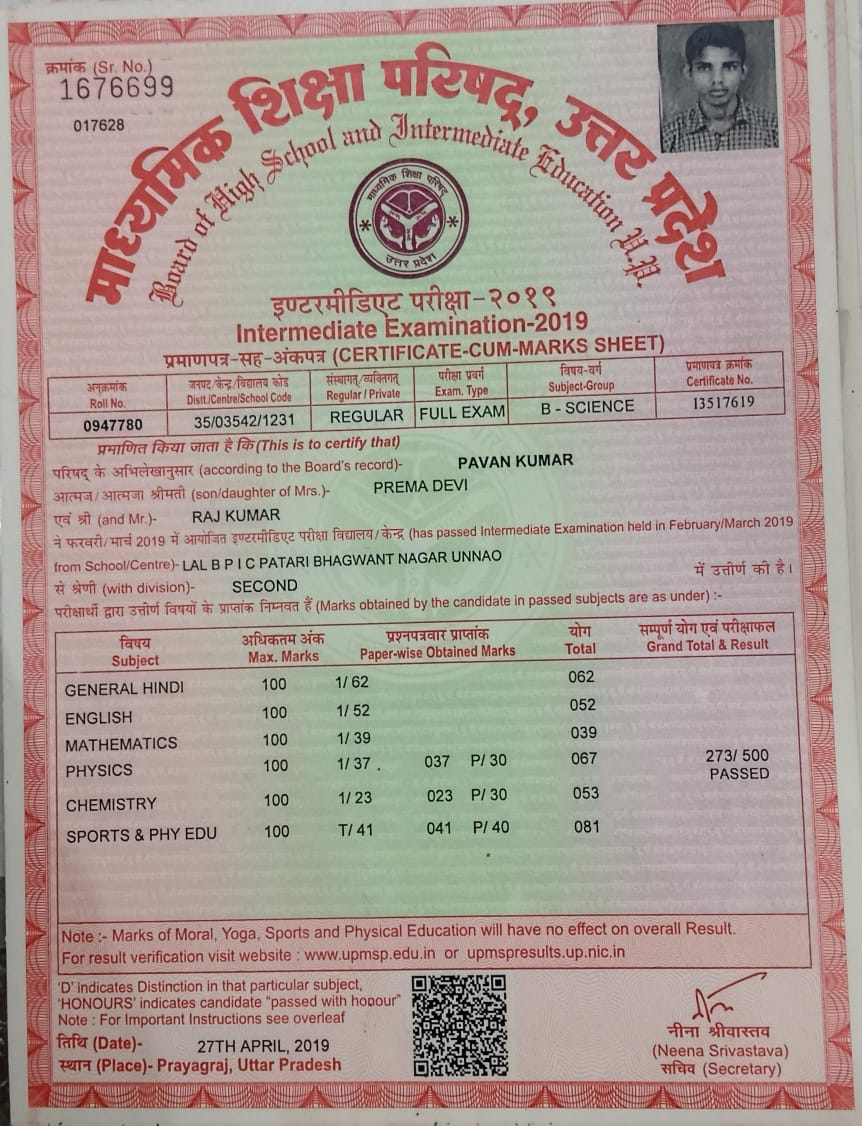 क्रमांक (Sr. No.)
1676699
017628
माध्यमिक शिक्षा परिषद्, उत्तर प्रदेश
Board of High School and Intermediate Education U.P.
माध्यमिक शिक्षा परिषद्
उत्तर प्रदेश
इण्टरमीडिएट परीक्षा-२०१९
Intermediate Examination-2019
प्रमाणपत्र-सह-अंकपत्र (CERTIFICATE-CUM-MARKS SHEET)
अनुक्रमांक जनपद/केन्द्र/विद्यालय कोड संस्थागत/व्यक्तिगत परीक्षा प्रवर्ग विषय-वर्ग प्रमाणपत्र क्रमांक
Roll No. Distt./Centre/School Code Regular / Private Exam. Type Subject-Group Certificate No.
0947780 35/03542/1231 REGULAR FULL EXAM B - SCIENCE 13517619
प्रमाणित किया जाता है कि (This is to certify that)
परिषद् के अभिलेखानुसार (according to the Board's record)- PAVAN KUMAR
आत्मज/आत्मजा श्रीमती (son/daughter of Mrs.)- PREMA DEVI
एवं श्री (and Mr.)- RAJ KUMAR
ने फरवरी/मार्च 2019 में आयोजित इण्टरमीडिएट परीक्षा विद्यालय/केन्द्र (has passed Intermediate Examination held in February/March 2019
from School/Centre)- LAL B P I C PATARI BHAGWANT NAGAR UNNAO
से श्रेणी (with division)- SECOND में उत्तीर्ण की है।
परीक्षार्थी द्वारा उत्तीर्ण विषयों के प्राप्तांक निम्नवत हैं (Marks obtained by the candidate in passed subjects are as under) :-
विषय अधिकतम अंक प्रश्नपत्रवार प्राप्तांक योग सम्पूर्ण योग एवं परीक्षाफल
Subject Max. Marks Paper-wise Obtained Marks Total Grand Total & Result
GENERAL HINDI 100 1/ 62 062
ENGLISH 100 1/ 52 052
MATHEMATICS 100 1/ 39 039
PHYSICS 100 1/ 37 037 P/ 30 067 273/ 500
PASSED
CHEMISTRY 100 1/ 23 023 P/ 30 053
SPORTS & PHY EDU 100 T/ 41 041 P/ 40 081
Note :- Marks of Moral, Yoga, Sports and Physical Education will have no effect on overall Result.
For result verification visit website : www.upmsp.edu.in or upmspresults.up.nic.in
'D' indicates Distinction in that particular subject,
'HONOURS' indicates candidate "passed with honour"
Note : For Important Instructions see overleaf
तिथि (Date)- 27TH APRIL, 2019
स्थान (Place)- Prayagraj, Uttar Pradesh
नीना श्रीवास्तव
(Neena Srivastava)
सचिव (Secretary)